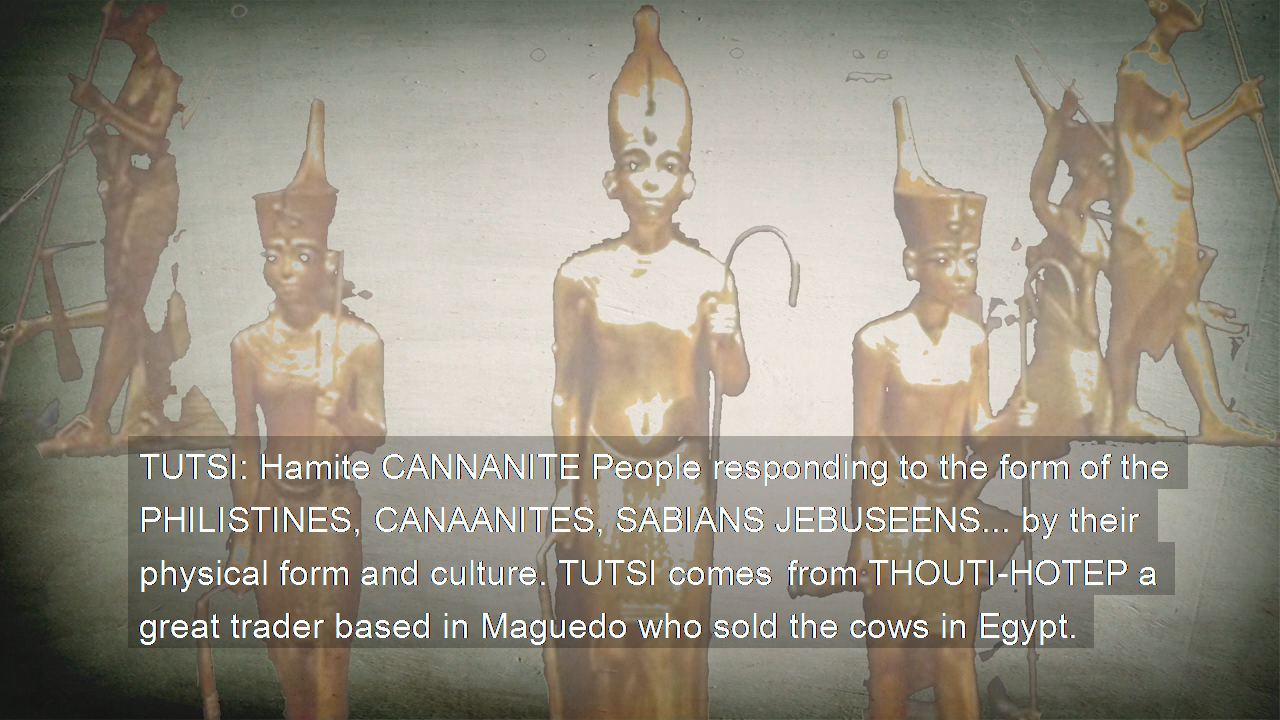 TUTSI: Hamite CANNANITE People responding to the form of the
PHILISTINES, CANAANITES, SABIANS JEBUSEENS... by their
physical form and culture. TUTSI comes from THOUTI-HOTEP a
great trader based in Maguedo who sold the cows in Egypt.